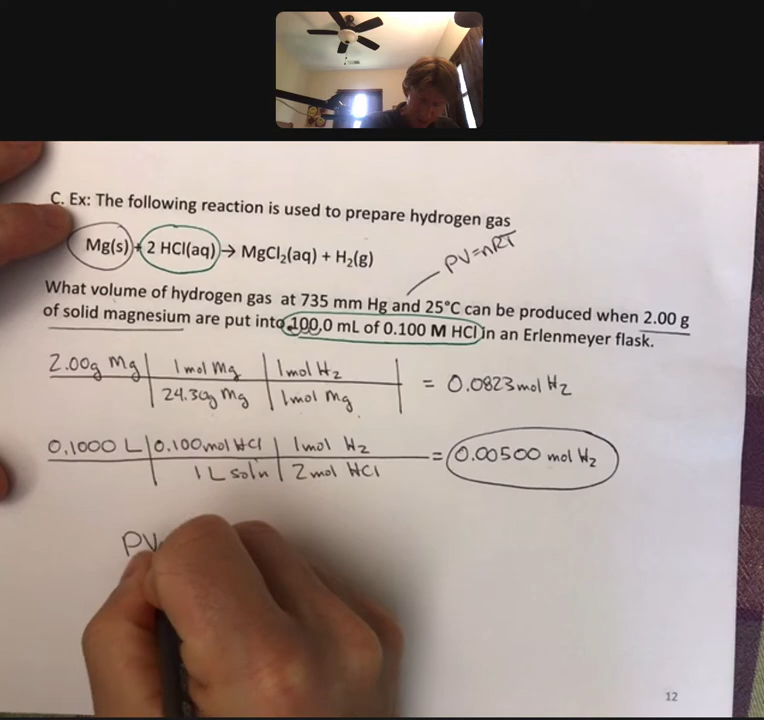 C. Ex: The following reaction is used to prepare hydrogen gas
Mg(s) + 2 HCl(aq) → MgCl₂(aq) + H₂(g)
PV=nRT
What volume of hydrogen gas at 735 mm Hg and 25°C can be produced when 2.00 g
of solid magnesium are put into 100.0 mL of 0.100 M HCl in an Erlenmeyer flask.
2.00g Mg | 1 mol Mg | 1 mol H₂
24.30g Mg | 1 mol Mg
= 0.0823 mol H₂
0.1000 L | 0.100 mol HCl | 1 mol H₂
1 L soln | 2 mol HCl
= 0.00500 mol H₂
PV
12